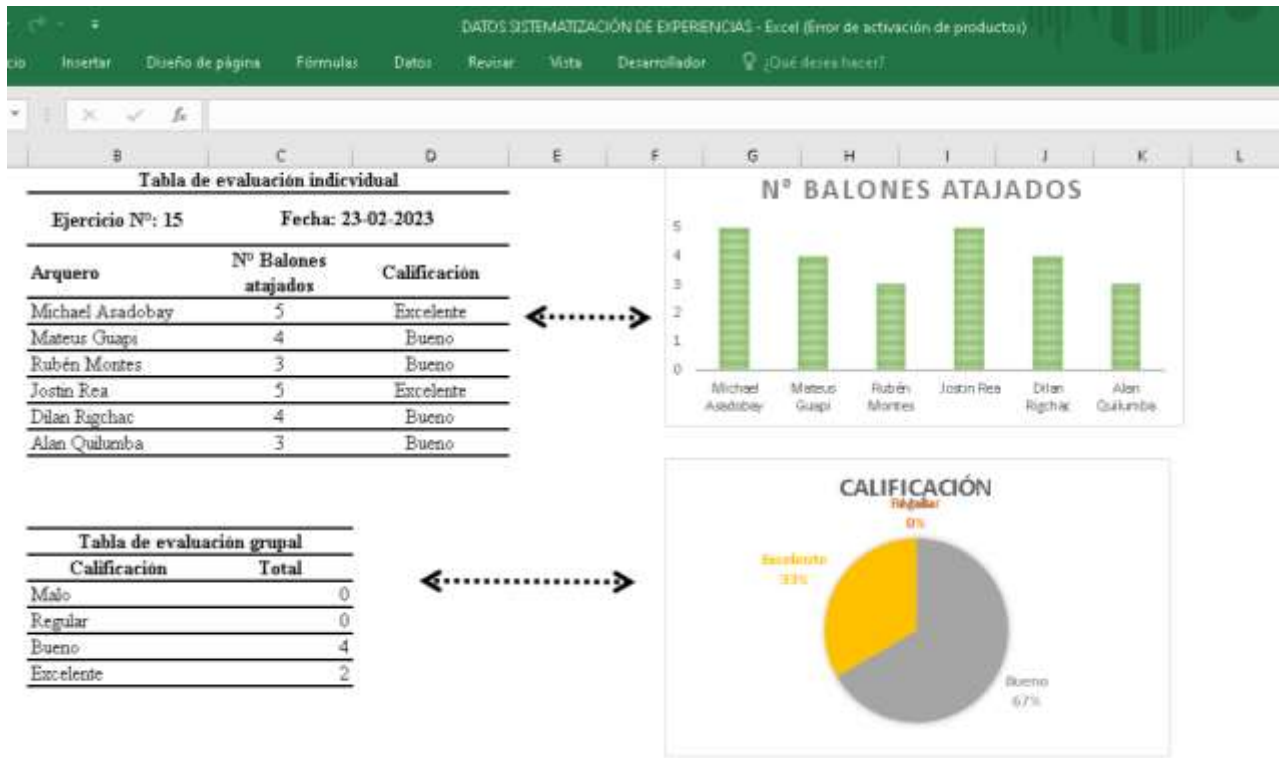 DATOS SISTEMATIZACIÓN DE EXPERIENCIAS - Excel (Error de activación de productos)
cio Insertar Diseño de página Fórmulas Datos Revisar Vista Desarrollador ¿Qué desea hacer?
fx
B C D E F G H I J K L
Tabla de evaluación indicvidual
Ejercicio Nº: 15 Fecha: 23-02-2023
Arquero Nº Balones atajados Calificación
Michael Asadobay 5 Excelente
Mateus Guapi 4 Bueno
Rubén Montes 3 Bueno
Jostin Rea 5 Excelente
Dilan Rigchac 4 Bueno
Alan Quilumba 3 Bueno
Nº BALONES ATAJADOS
5
4
3
2
1
0
Michael Asadobay Mateus Guapi Rubén Montes Jostin Rea Dilan Rigchac Alan Quilumba
Tabla de evaluación grupal
Calificación Total
Malo 0
Regular 0
Bueno 4
Excelente 2
CALIFICACIÓN
Regular
0%
Excelente
33%
Bueno
67%